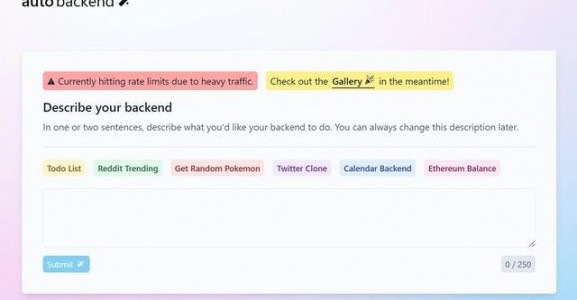 auto backend
⚠ Currently hitting rate limits due to heavy traffic. Check out the Gallery 🎉 in the meantime!
Describe your backend
In one or two sentences, describe what you'd like your backend to do. You can always change this description later.
Todo List Reddit Trending Get Random Pokemon Twitter Clone Calendar Backend Ethereum Balance
Submit
0 / 250